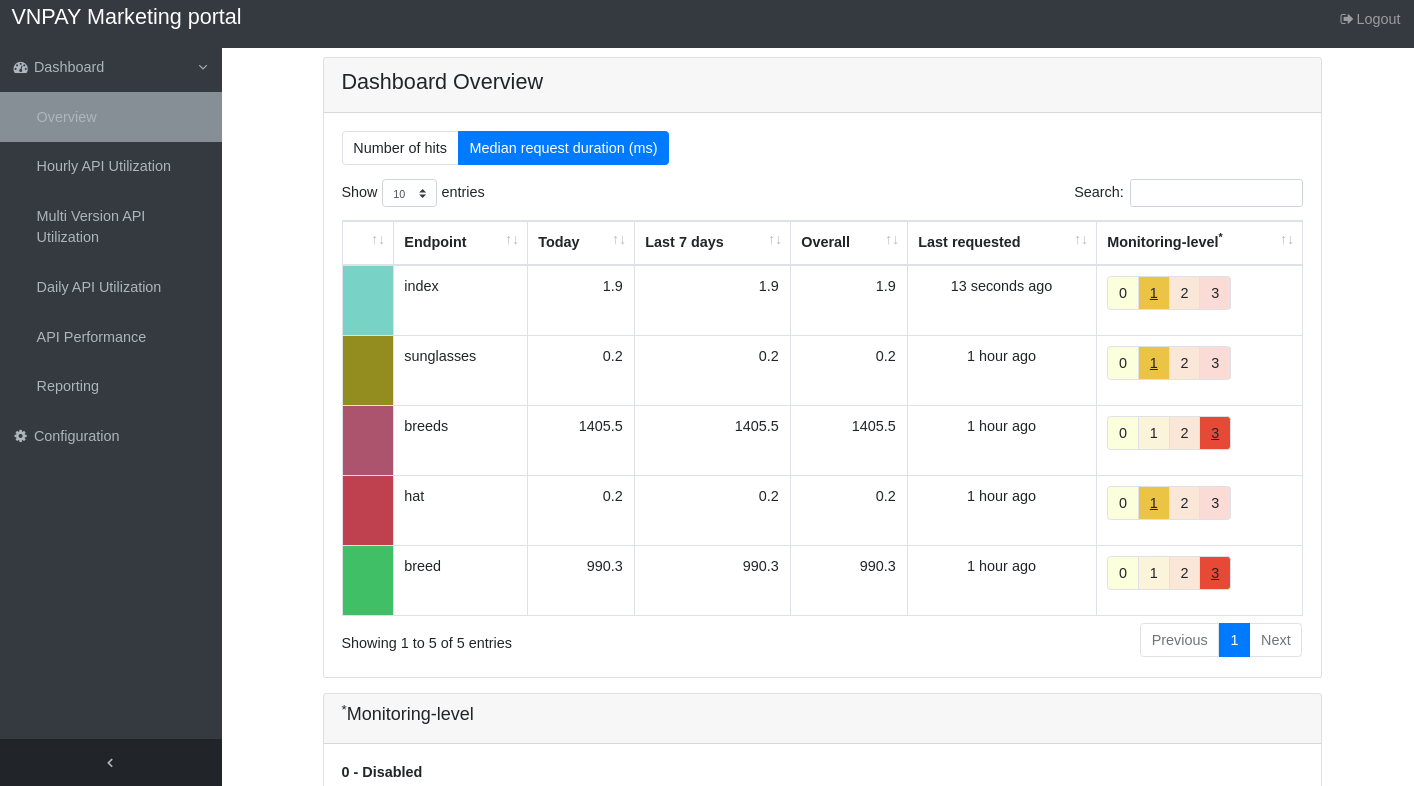 VNPAY Marketing portal
Logout
Dashboard
Overview
Hourly API Utilization
Multi Version API
Utilization
Daily API Utilization
API Performance
Reporting
Configuration
Dashboard Overview
Number of hits Median request duration (ms)
Show 10 entries Search:
Endpoint Today Last 7 days Overall Last requested Monitoring-level*
index 1.9 1.9 1.9 13 seconds ago 0 1 2 3
sunglasses 0.2 0.2 0.2 1 hour ago 0 1 2 3
breeds 1405.5 1405.5 1405.5 1 hour ago 0 1 2 3
hat 0.2 0.2 0.2 1 hour ago 0 1 2 3
breed 990.3 990.3 990.3 1 hour ago 0 1 2 3
Showing 1 to 5 of 5 entries Previous 1 Next
*Monitoring-level
0 - Disabled